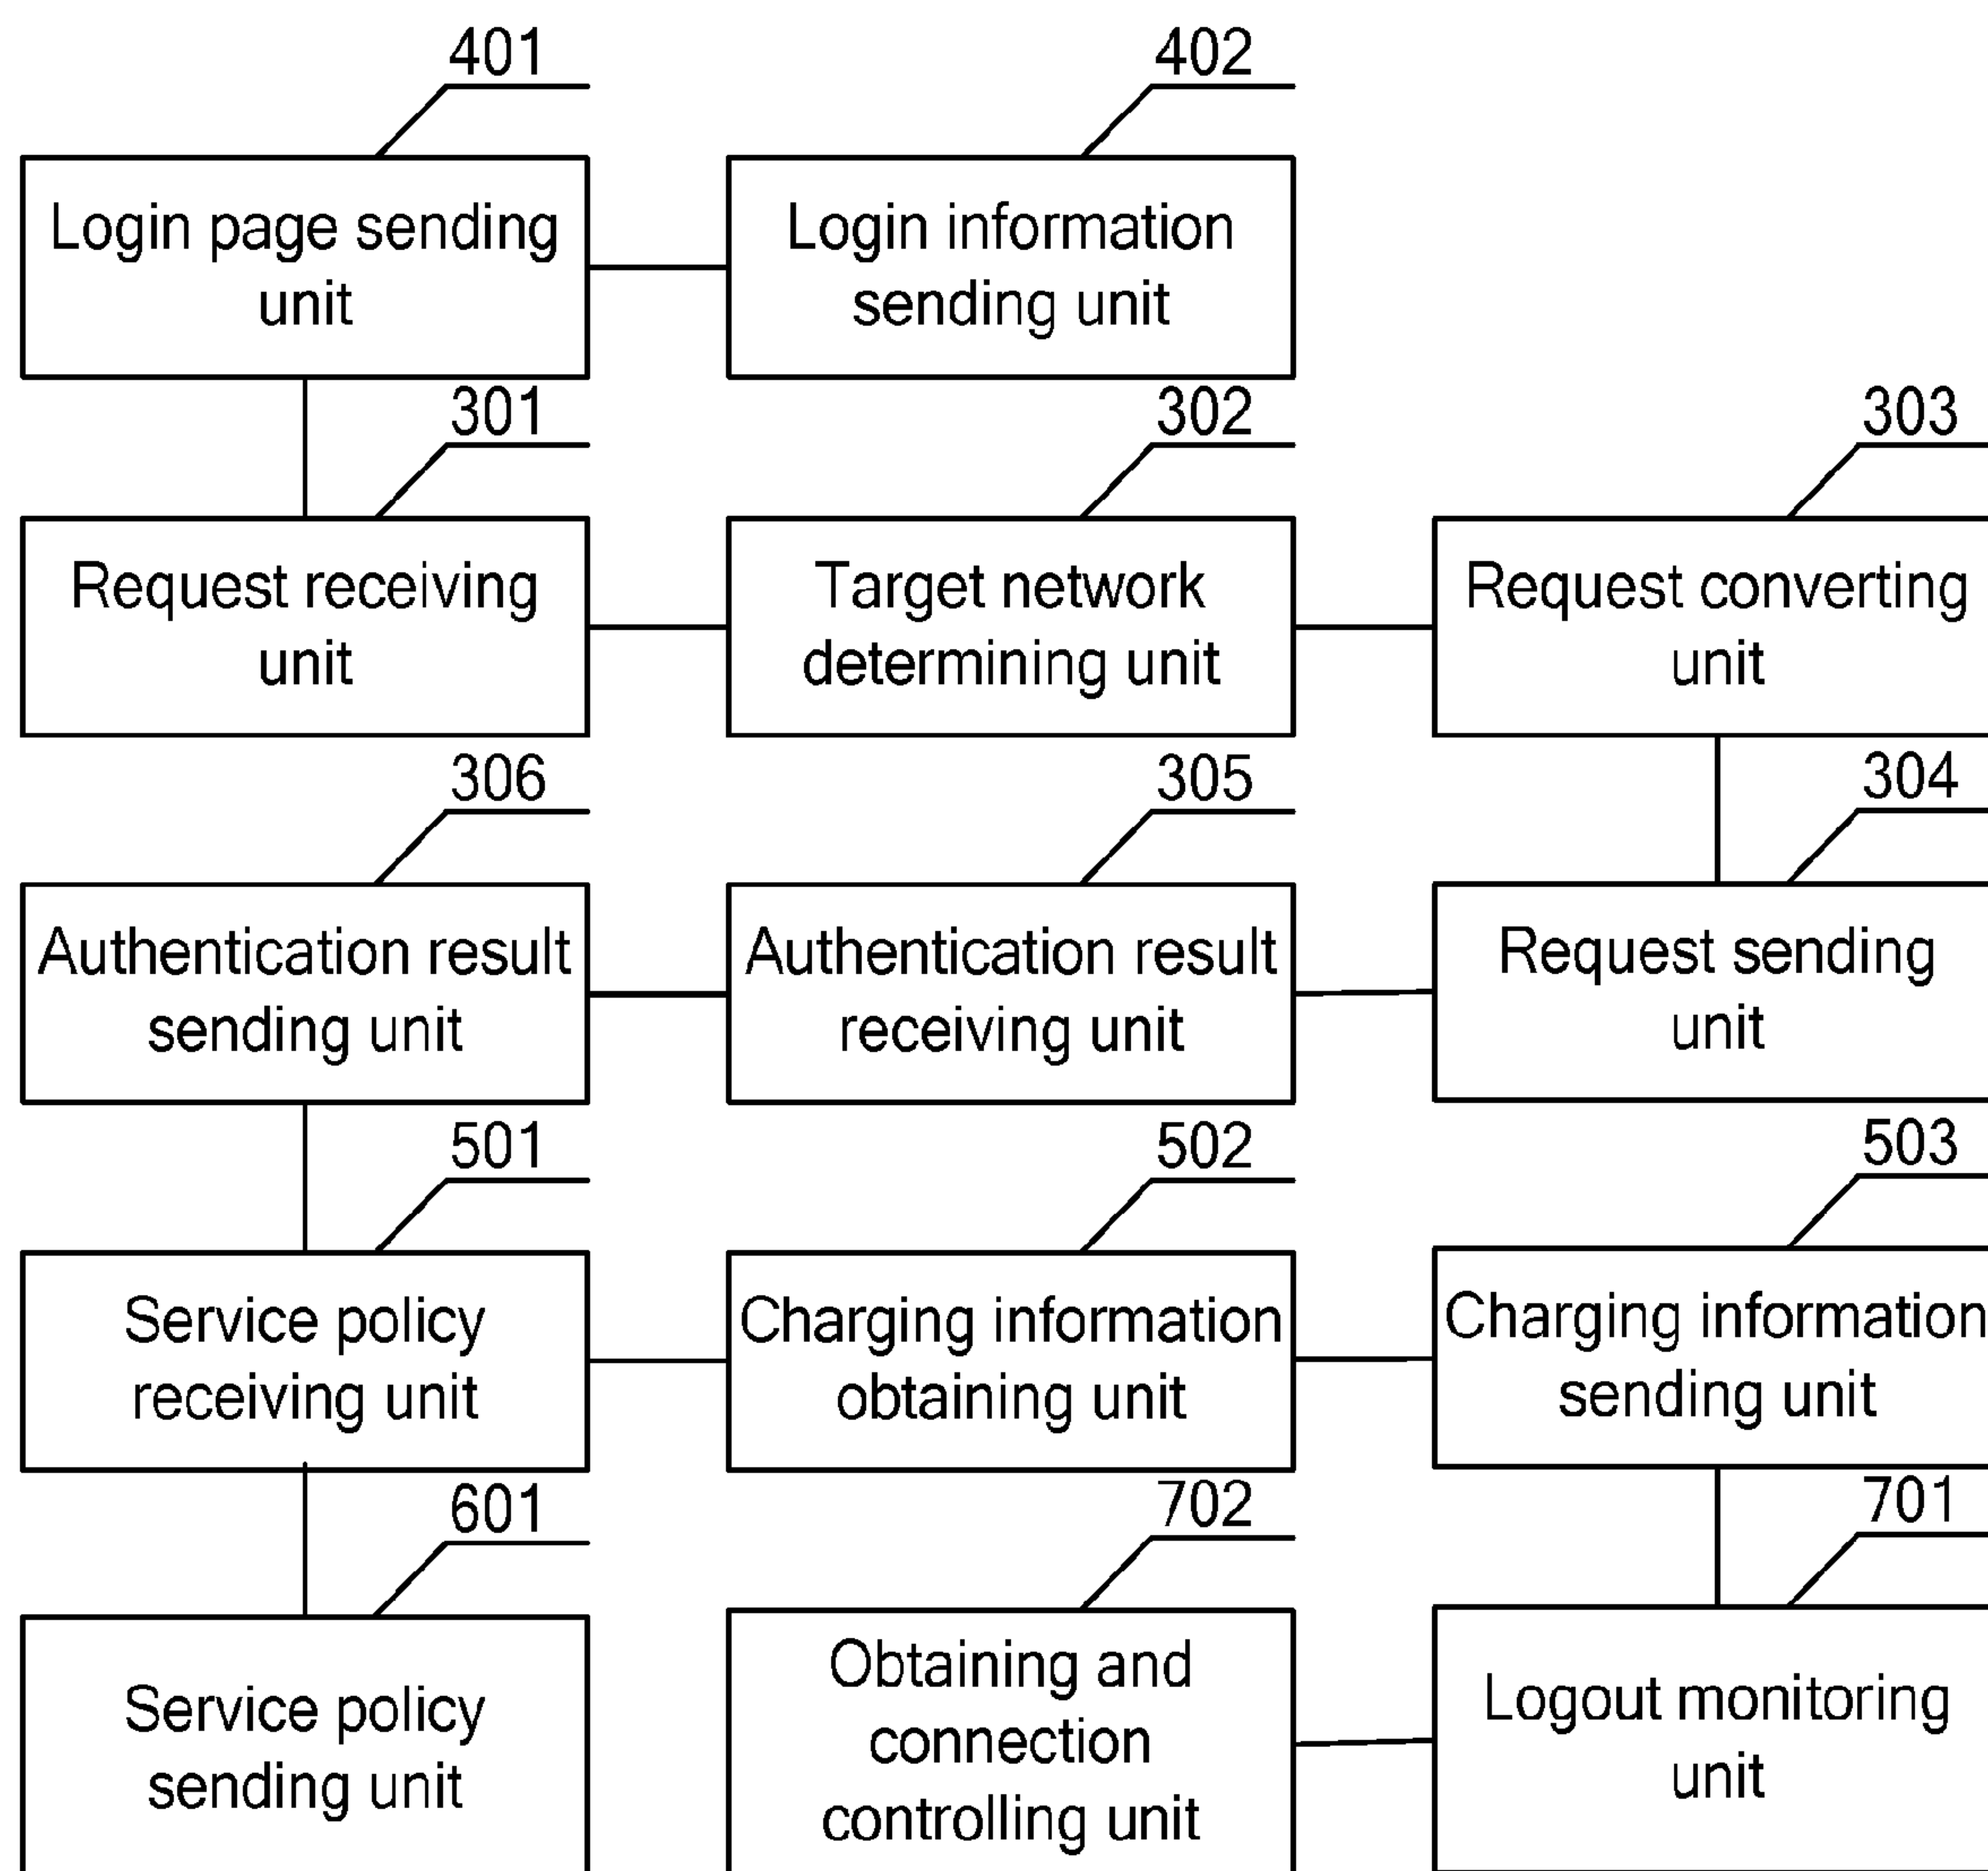 401
402
Login page sending
unit
Login information
sending unit
301
302
303
Request receiving
unit
Target network
determining unit
Request converting
unit
306
305
304
Authentication result
sending unit
Authentication result
receiving unit
Request sending
unit
501
502
503
Service policy
receiving unit
Charging information
obtaining unit
Charging information
sending unit
601
702
701
Service policy
sending unit
Obtaining and
connection
controlling unit
Logout monitoring
unit